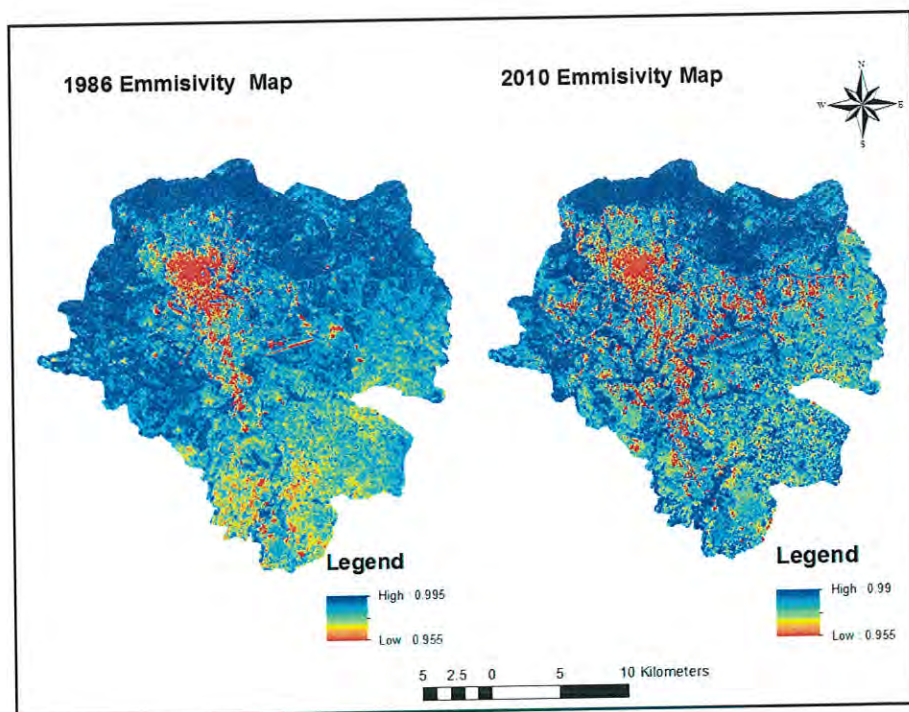 1986 Emmisivity Map
2010 Emmisivity Map
N
W
E
S
Legend
High : 0.995
Low : 0.955
Legend
High : 0.99
Low : 0.955
5 2.5 0 5 10 Kilometers